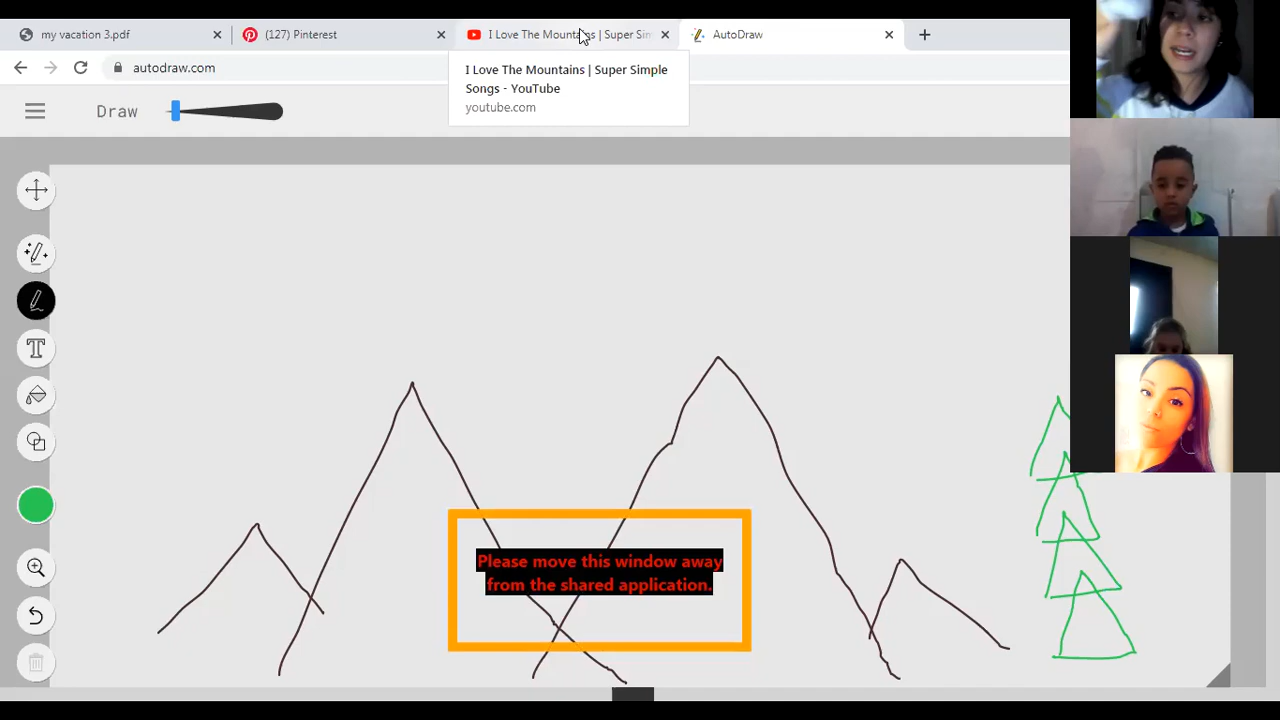 my vacation 3.pdf
(127) Pinterest
I Love The Mountains | Super Sim
AutoDraw
autodraw.com
I Love The Mountains | Super Simple
Songs - YouTube
youtube.com
Draw
T
Please move this window away
from the shared application.